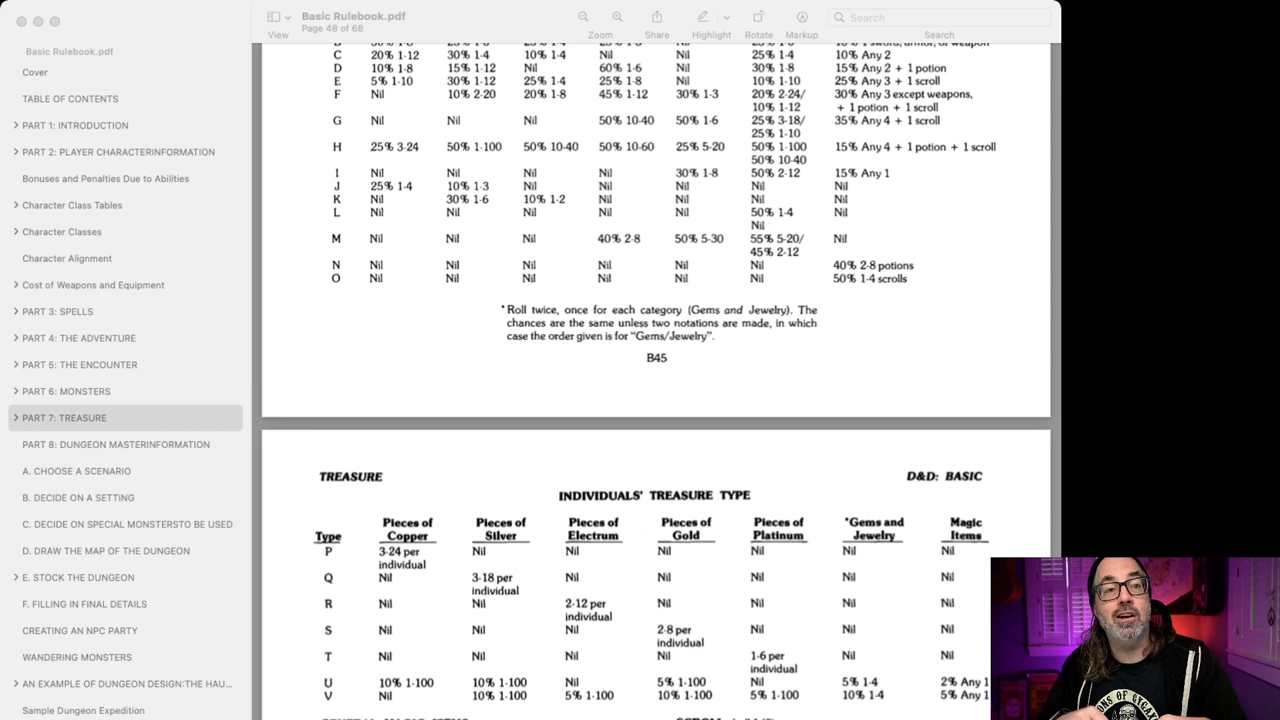 Basic Rulebook.pdf
Page 48 of 68
View
Zoom
Share
Highlight
Rotate
Markup
Search
Search
Basic Rulebook.pdf
Cover
TABLE OF CONTENTS
PART 1: INTRODUCTION
PART 2: PLAYER CHARACTERINFORMATION
Bonuses and Penalties Due to Abilities
Character Class Tables
Character Classes
Character Alignment
Cost of Weapons and Equipment
PART 3: SPELLS
PART 4: THE ADVENTURE
PART 5: THE ENCOUNTER
PART 6: MONSTERS
PART 7: TREASURE
PART 8: DUNGEON MASTERINFORMATION
A. CHOOSE A SCENARIO
B. DECIDE ON A SETTING
C. DECIDE ON SPECIAL MONSTERSTO BE USED
D. DRAW THE MAP OF THE DUNGEON
E. STOCK THE DUNGEON
F. FILLING IN FINAL DETAILS
CREATING AN NPC PARTY
WANDERING MONSTERS
AN EXAMPLE OF DUNGEON DESIGN:THE HAU...
Sample Dungeon Expedition
C 20% 1-12 30% 1-4 10% 1-4 Nil Nil 25% 1-4 10% Any 2
D 10% 1-8 15% 1-12 Nil 60% 1-6 Nil 30% 1-8 15% Any 2 + 1 potion
E 5% 1-10 30% 1-12 25% 1-4 25% 1-8 Nil 10% 1-10 25% Any 3 + 1 scroll
F Nil 10% 2-20 20% 1-8 45% 1-12 30% 1-3 20% 2-24/ 30% Any 3 except weapons,
10% 1-12 + 1 potion + 1 scroll
G Nil Nil Nil 50% 10-40 50% 1-6 25% 3-18/ 35% Any 4 + 1 scroll
25% 1-10
H 25% 3-24 50% 1-100 50% 10-40 50% 10-60 25% 5-20 50% 1-100 15% Any 4 + 1 potion + 1 scroll
50% 10-40
I Nil Nil Nil Nil 30% 1-8 50% 2-12 15% Any 1
J 25% 1-4 10% 1-3 Nil Nil Nil Nil Nil
K Nil 30% 1-6 10% 1-2 Nil Nil Nil Nil
L Nil Nil Nil Nil Nil 50% 1-4 Nil
Nil
M Nil Nil Nil 40% 2-8 50% 5-30 55% 5-20/ Nil
45% 2-12
N Nil Nil Nil Nil Nil Nil 40% 2-8 potions
O Nil Nil Nil Nil Nil Nil 50% 1-4 scrolls
*Roll twice, once for each category (Gems and Jewelry). The
chances are the same unless two notations are made, in which
case the order given is for "Gems/Jewelry".
B45
TREASURE D&D: BASIC
INDIVIDUALS' TREASURE TYPE
Pieces of Pieces of Pieces of Pieces of Pieces of *Gems and Magic
Type Copper Silver Electrum Gold Platinum Jewelry Items
P 3-24 per Nil Nil Nil Nil Nil Nil
individual
Q Nil 3-18 per Nil Nil Nil Nil Nil
individual
R Nil Nil 2-12 per Nil Nil Nil Nil
individual
S Nil Nil Nil 2-8 per Nil Nil Nil
individual
T Nil Nil Nil Nil 1-6 per Nil Nil
individual
U 10% 1-100 10% 1-100 Nil 5% 1-100 Nil 5% 1-4 2% Any 1
V Nil 10% 1-100 5% 1-100 10% 1-100 5% 1-100 10% 1-4 5% Any 1